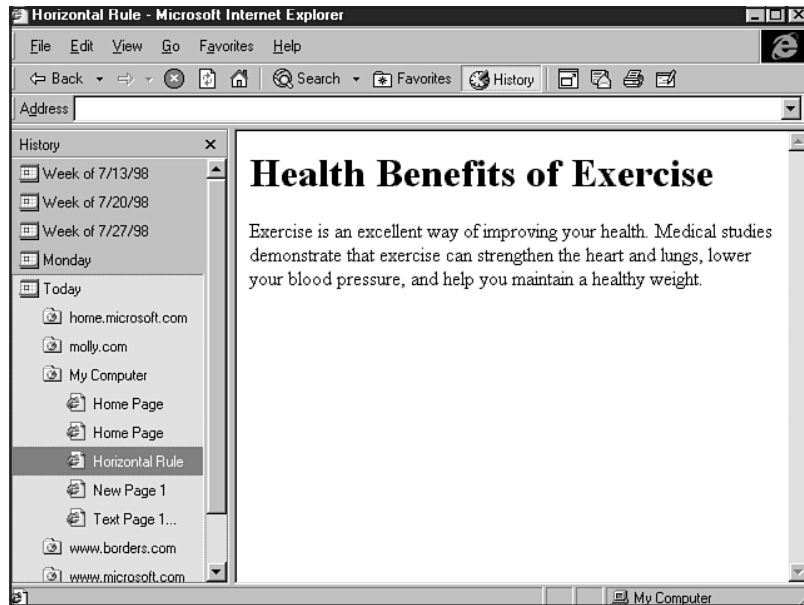 Horizontal Rule - Microsoft Internet Explorer
File Edit View Go Favorites Help
Back Search Favorites History
Address
History
Week of 7/13/98
Week of 7/20/98
Week of 7/27/98
Monday
Today
home.microsoft.com
molly.com
My Computer
Home Page
Home Page
Horizontal Rule
New Page 1
Text Page 1...
www.borders.com
www.microsoft.com
Health Benefits of Exercise
Exercise is an excellent way of improving your health. Medical studies
demonstrate that exercise can strengthen the heart and lungs, lower
your blood pressure, and help you maintain a healthy weight.
My Computer